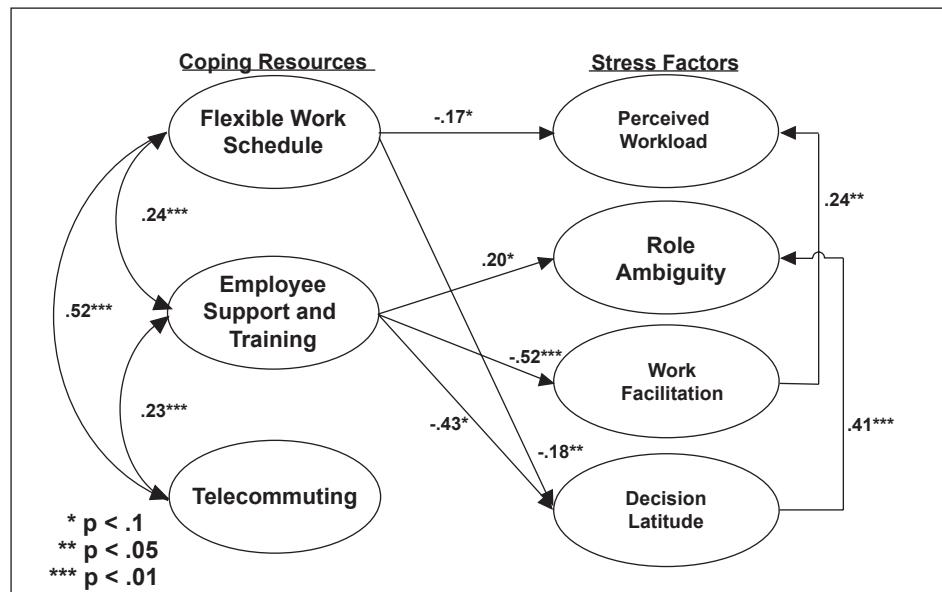 Coping Resources
Stress Factors
Flexible Work
Schedule
-.17*
Perceived
Workload
.24***
.24**
.20*
Role
Ambiguity
Employee
Support and
Training
.52***
-.52***
Work
Facilitation
.23***
-.43*
.41***
-.18**
Telecommuting
Decision
Latitude
* p < .1
** p < .05
*** p < .01